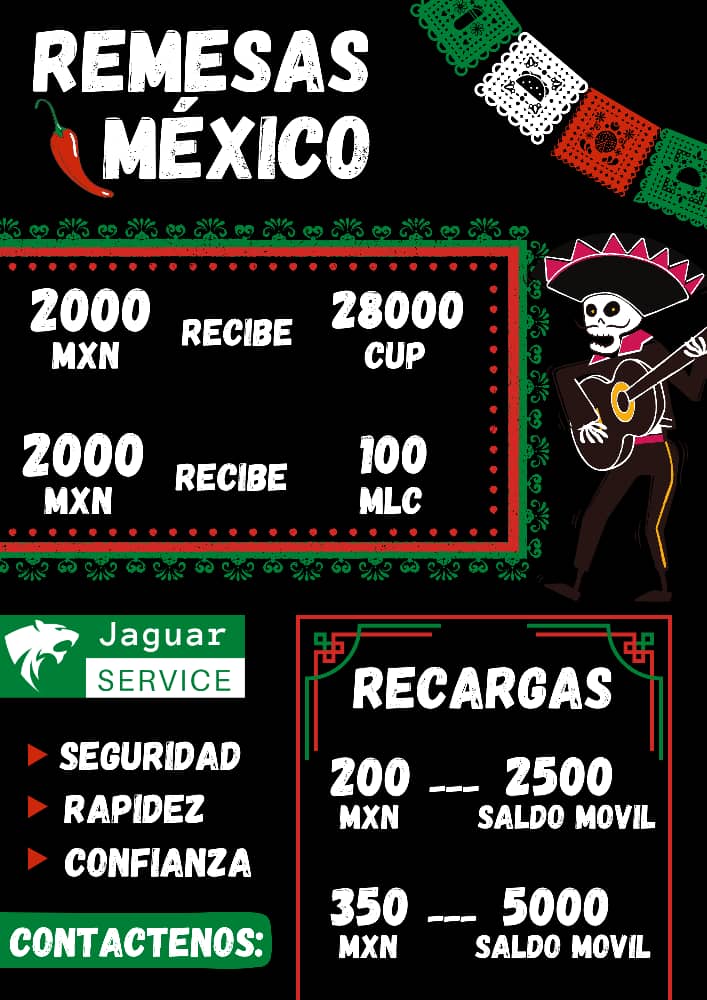 REMESAS
MÉXICO
2000 RECIBE 28000
MXN CUP
2000 RECIBE 100
MXN MLC
Jaguar
SERVICE
SEGURIDAD
RAPIDEZ
CONFIANZA
CONTACTENOS:
RECARGAS
200 --- 2500
MXN SALDO MOVIL
350 --- 5000
MXN SALDO MOVIL